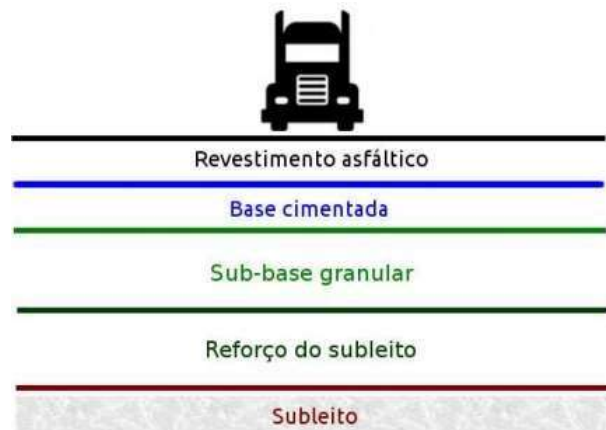 Revestimento asfáltico
Base cimentada
Sub-base granular
Reforço do subleito
Subleito